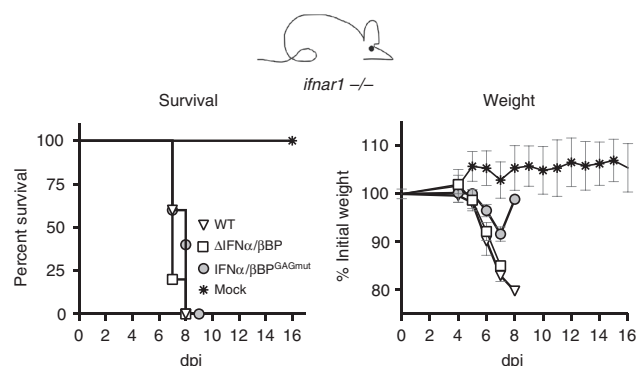 ifnar1 –/–
Survival
Percent survival
100
75
50
25
0
WT
ΔIFNα/βBP
IFNα/βBPGAGmut
Mock
0 2 4 6 8 10 12 14 16
dpi
Weight
% Initial weight
110
100
90
80
0 2 4 6 8 10 12 14 16
dpi